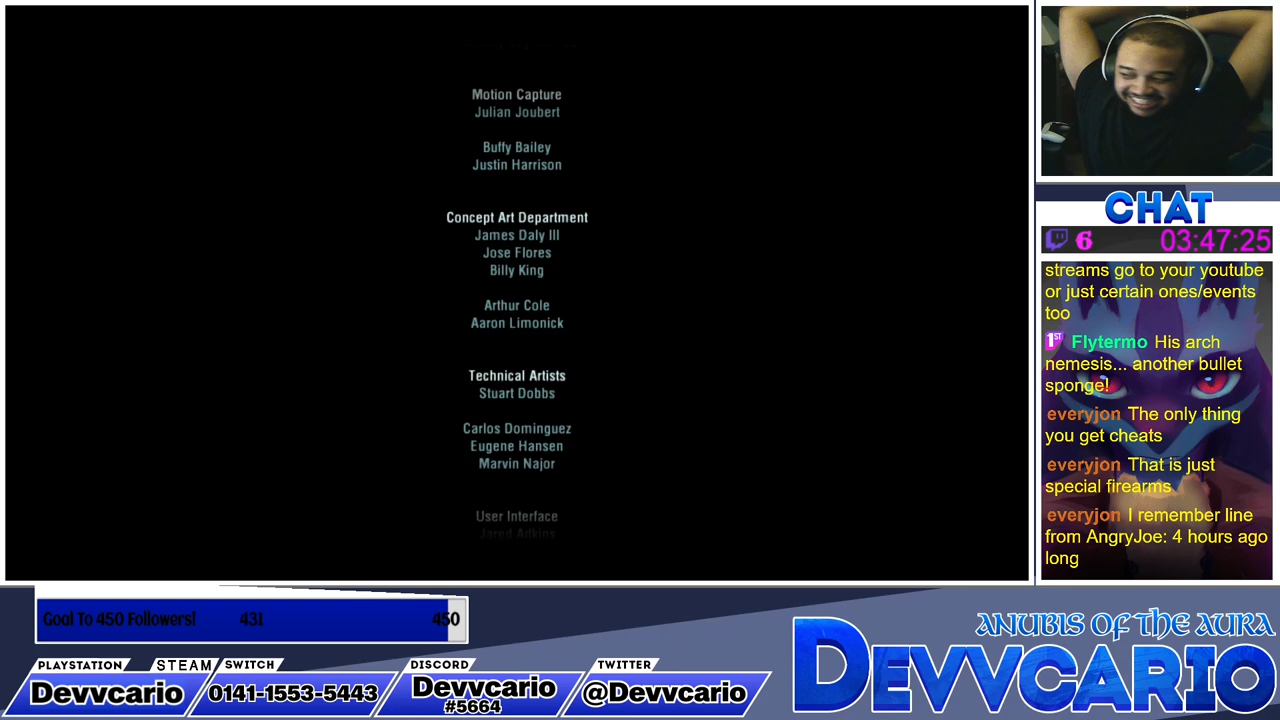 Motion Capture
Julian Joubert
Buffy Bailey
Justin Harrison
Concept Art Department
James Daly III
Jose Flores
Billy King
Arthur Cole
Aaron Limonick
Technical Artists
Stuart Dobbs
Carlos Dominguez
Eugene Hansen
Marvin Najor
User Interface
Jared Adkins
CHAT
6 03:47:25
streams go to your youtube
or just certain ones/events
too
1ST Flytermo His arch
nemesis... another bullet
sponge!
everyjon The only thing
you get cheats
everyjon That is just
special firearms
everyjon I remember line
from AngryJoe: 4 hours ago
long
Goal To 450 Followers! 431 450
PLAYSTATION STEAM SWITCH DISCORD TWITTER
Devvcario 0141-1553-5443 Devvcario @Devvcario
#5664
ANUBIS OF THE AURA
DEVVCARIO